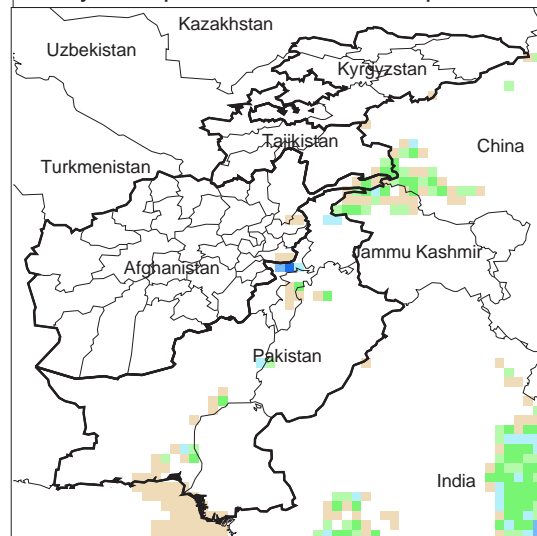 Kazakhstan
Uzbekistan
Kyrgyzstan
Tajikistan
China
Turkmenistan
Jammu Kashmir
Afghanistan
Pakistan
India